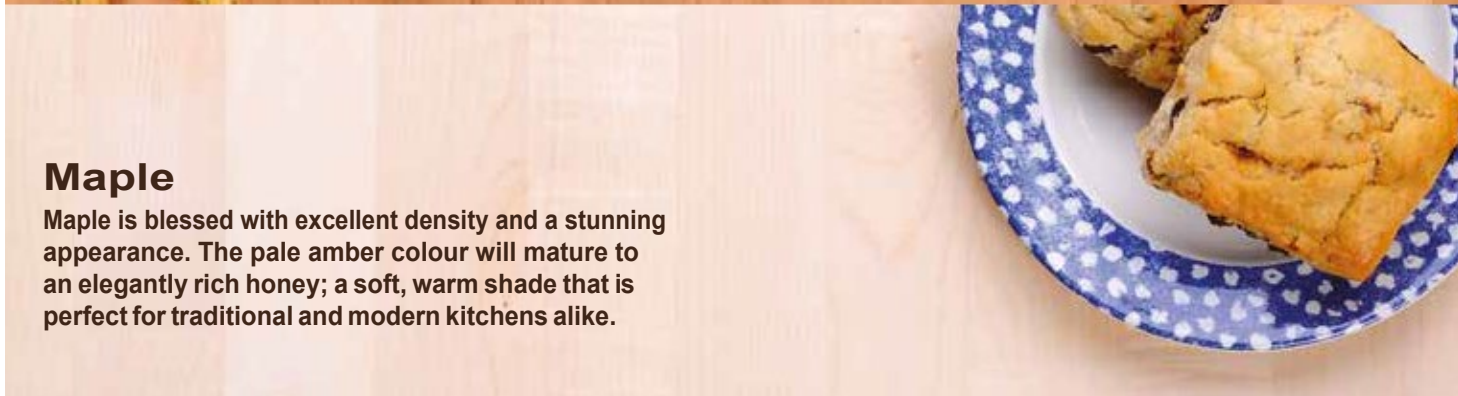 Maple
Maple is blessed with excellent density and a stunning
appearance. The pale amber colour will mature to
an elegantly rich honey; a soft, warm shade that is
perfect for traditional and modern kitchens alike.